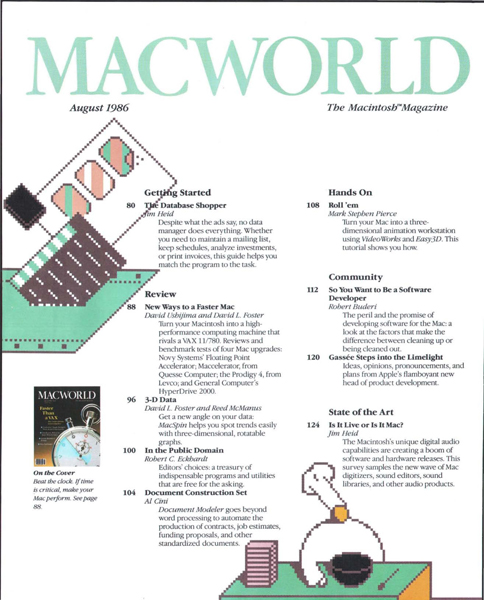 MACWORLD
August 1986
The Macintosh™ Magazine
Getting Started
80 The Database Shopper
Jim Heid
Despite what the ads say, no data
manager does everything. Whether
you need to maintain a mailing list,
keep schedules, analyze investments,
or print invoices, this guide helps you
match the program to the task.
Review
88 New Ways to a Faster Mac
David Ushijima and David L. Foster
Turn your Macintosh into a high-
performance computing machine that
rivals a VAX 11/780. Reviews and
benchmark tests of four Mac upgrades:
Novy Systems' Floating Point
Accelerator; Maccelerator, from
Quesse Computer; the Prodigy 4, from
Levco; and General Computer's
HyperDrive 2000.
96 3-D Data
David L. Foster and Reed McManus
Get a new angle on your data:
MacSpin helps you spot trends easily
with three-dimensional, rotatable
graphs.
100 In the Public Domain
Robert C. Eckhardt
Editors' choices: a treasury of
indispensable programs and utilities
that are free for the asking.
104 Document Construction Set
Al Cini
Document Modeler goes beyond
word processing to automate the
production of contracts, job estimates,
funding proposals, and other
standardized documents.
MACWORLD
Faster
Than
a VAX
On the Cover
Beat the clock. If time
is critical, make your
Mac perform. See page
88.
Hands On
108 Roll 'em
Mark Stephen Pierce
Turn your Mac into a three-
dimensional animation workstation
using VideoWorks and Easy3D. This
tutorial shows you how.
Community
112 So You Want to Be a Software
Developer
Robert Buderi
The peril and the promise of
developing software for the Mac: a
look at the factors that make the
difference between cleaning up or
being cleaned out.
120 Gassée Steps into the Limelight
Ideas, opinions, pronouncements, and
plans from Apple's flamboyant new
head of product development.
State of the Art
124 Is It Live or Is It Mac?
Jim Heid
The Macintosh's unique digital audio
capabilities are creating a boom of
software and hardware releases. This
survey samples the new wave of Mac
digitizers, sound editors, sound
libraries, and other audio products.